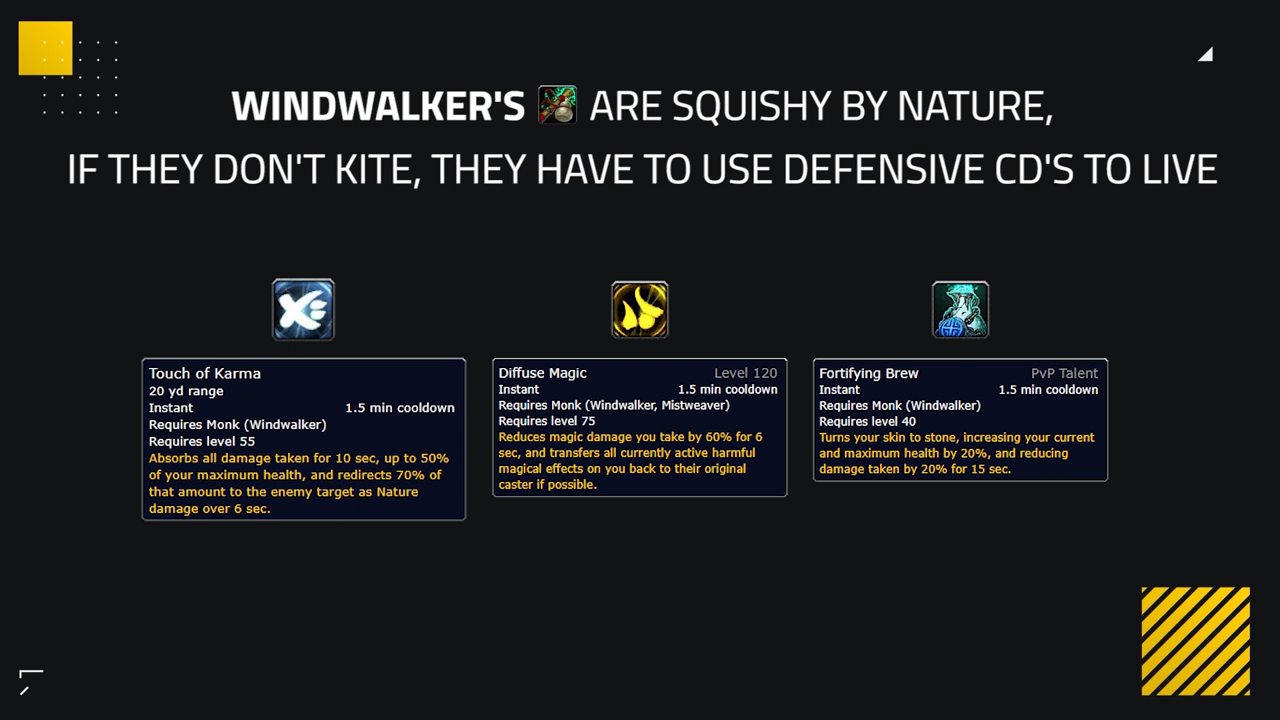 WINDWALKER'S ARE SQUISHY BY NATURE,
IF THEY DON'T KITE, THEY HAVE TO USE DEFENSIVE CD'S TO LIVE
Touch of Karma
20 yd range
Instant 1.5 min cooldown
Requires Monk (Windwalker)
Requires level 55
Absorbs all damage taken for 10 sec, up to 50%
of your maximum health, and redirects 70% of
that amount to the enemy target as Nature
damage over 6 sec.
Diffuse Magic Level 120
Instant 1.5 min cooldown
Requires Monk (Windwalker, Mistweaver)
Requires level 75
Reduces magic damage you take by 60% for 6
sec, and transfers all currently active harmful
magical effects on you back to their original
caster if possible.
Fortifying Brew PvP Talent
Instant 1.5 min cooldown
Requires Monk (Windwalker)
Requires level 40
Turns your skin to stone, increasing your current
and maximum health by 20%, and reducing
damage taken by 20% for 15 sec.